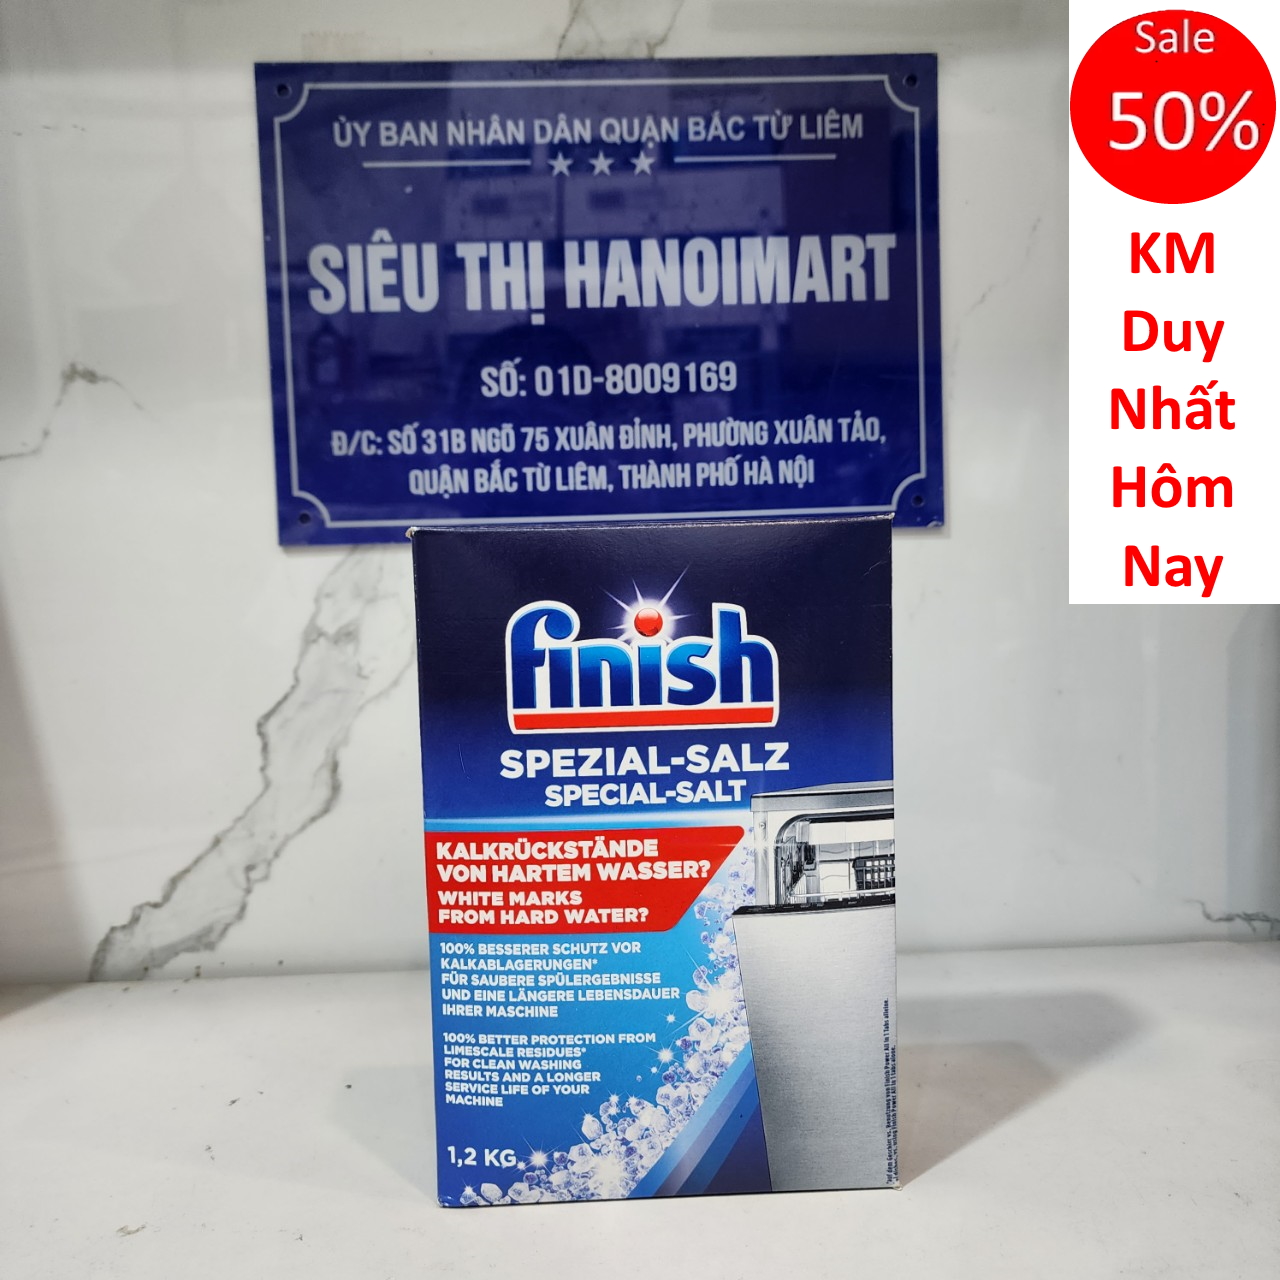 ỦY BAN NHÂN DÂN QUẬN BẮC TỪ LIÊM
SIÊU THỊ HANOIMART
SỐ: 01D-8009169
Đ/C: SỐ 31B NGÕ 75 XUÂN ĐỈNH, PHƯỜNG XUÂN TẢO,
QUẬN BẮC TỪ LIÊM, THÀNH PHỐ HÀ NỘI
Sale
50%
KM
Duy
Nhất
Hôm
Nay
finish
SPEZIAL-SALZ
SPECIAL-SALT
KALKRÜCKSTÄNDE
VON HARTEM WASSER?
WHITE MARKS
FROM HARD WATER?
100% BESSERER SCHUTZ VOR
KALKABLAGERUNGEN*
FÜR SAUBERE SPÜLERGEBNISSE
UND EINE LÄNGERE LEBENSDAUER
IHRER MASCHINE
100% BETTER PROTECTION FROM
LIMESCALE RESIDUES*
FOR CLEAN WASHING
RESULTS AND A LONGER
SERVICE LIFE OF YOUR
MACHINE
1,2 KG